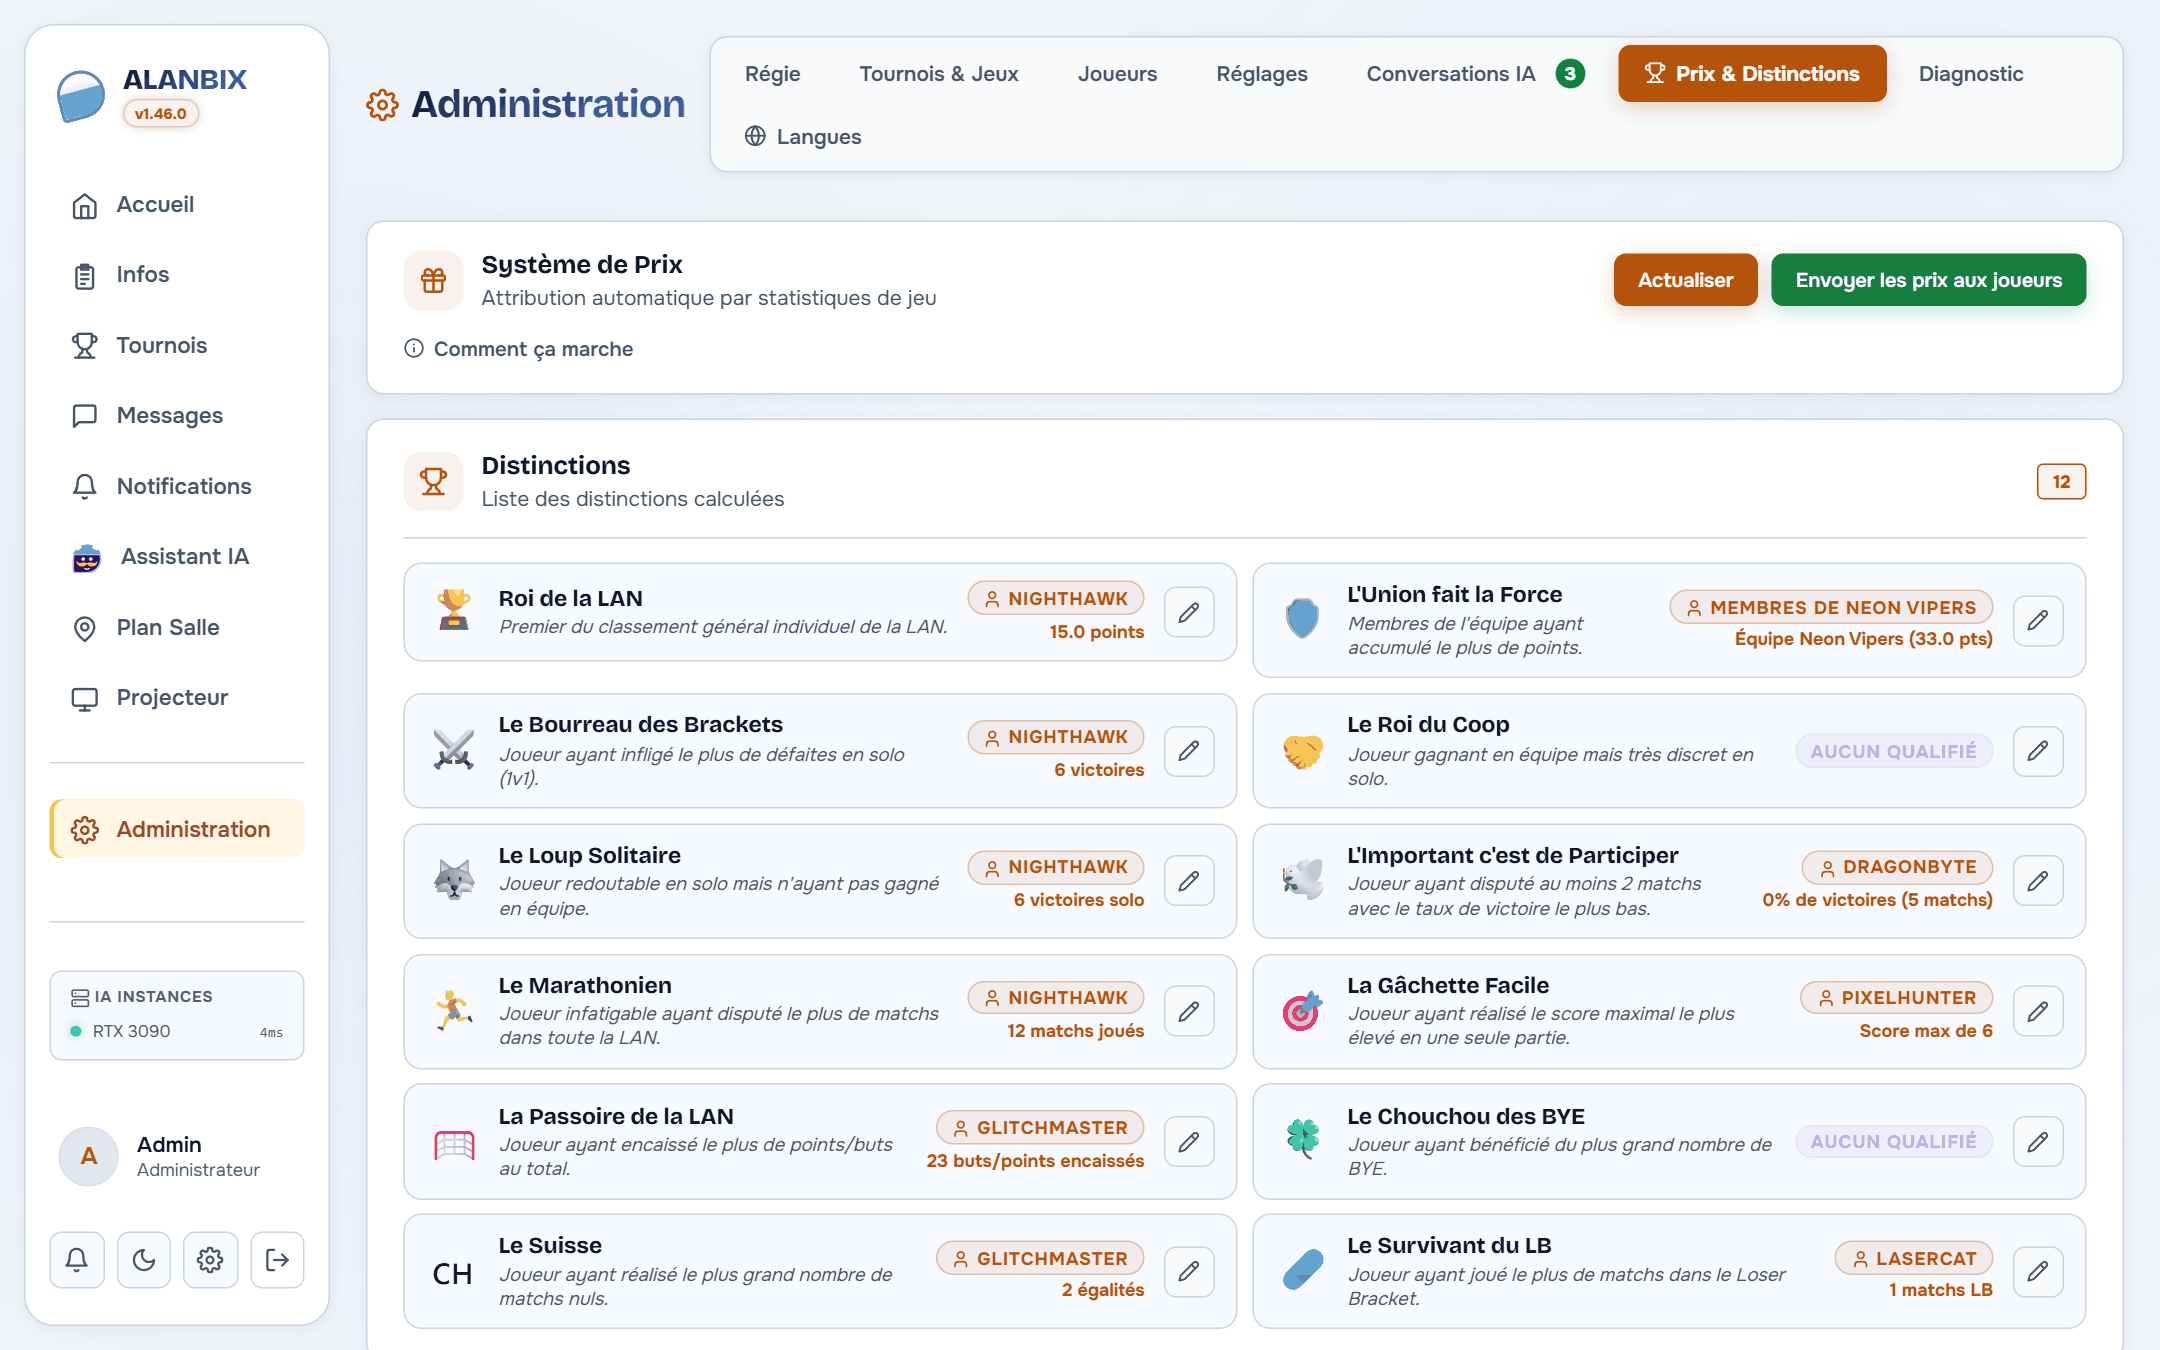 ALANBIX
v1.46.0
Accueil
Infos
Tournois
Messages
Notifications
Assistant IA
Plan Salle
Projecteur
Administration
IA INSTANCES
RTX 3090
4ms
A
Admin
Administrateur
Administration
Régie
Tournois & Jeux
Joueurs
Réglages
Conversations IA
3
Prix & Distinctions
Diagnostic
Langues
Système de Prix
Attribution automatique par statistiques de jeu
Actualiser
Envoyer les prix aux joueurs
Comment ça marche
Distinctions
Liste des distinctions calculées
12
Roi de la LAN
Premier du classement général individuel de la LAN.
NIGHTHAWK
15.0 points
L'Union fait la Force
Membres de l'équipe ayant
accumulé le plus de points.
MEMBRES DE NEON VIPERS
Équipe Neon Vipers (33.0 pts)
Le Bourreau des Brackets
Joueur ayant infligé le plus de défaites en solo
(1v1).
NIGHTHAWK
6 victoires
Le Roi du Coop
Joueur gagnant en équipe mais très discret en
solo.
AUCUN QUALIFIÉ
Le Loup Solitaire
Joueur redoutable en solo mais n'ayant pas gagné
en équipe.
NIGHTHAWK
6 victoires solo
L'Important c'est de Participer
Joueur ayant disputé au moins 2 matchs
avec le taux de victoire le plus bas.
DRAGONBYTE
0% de victoires (5 matchs)
Le Marathonien
Joueur infatigable ayant disputé le plus de matchs
dans toute la LAN.
NIGHTHAWK
12 matchs joués
La Gâchette Facile
Joueur ayant réalisé le score maximal le plus
élevé en une seule partie.
PIXELHUNTER
Score max de 6
La Passoire de la LAN
Joueur ayant encaissé le plus de points/buts
au total.
GLITCHMASTER
23 buts/points encaissés
Le Chouchou des BYE
Joueur ayant bénéficié du plus grand nombre de
BYE.
AUCUN QUALIFIÉ
CH
Le Suisse
Joueur ayant réalisé le plus grand nombre de
matchs nuls.
GLITCHMASTER
2 égalités
Le Survivant du LB
Joueur ayant joué le plus de matchs dans le Loser
Bracket.
LASERCAT
1 matchs LB